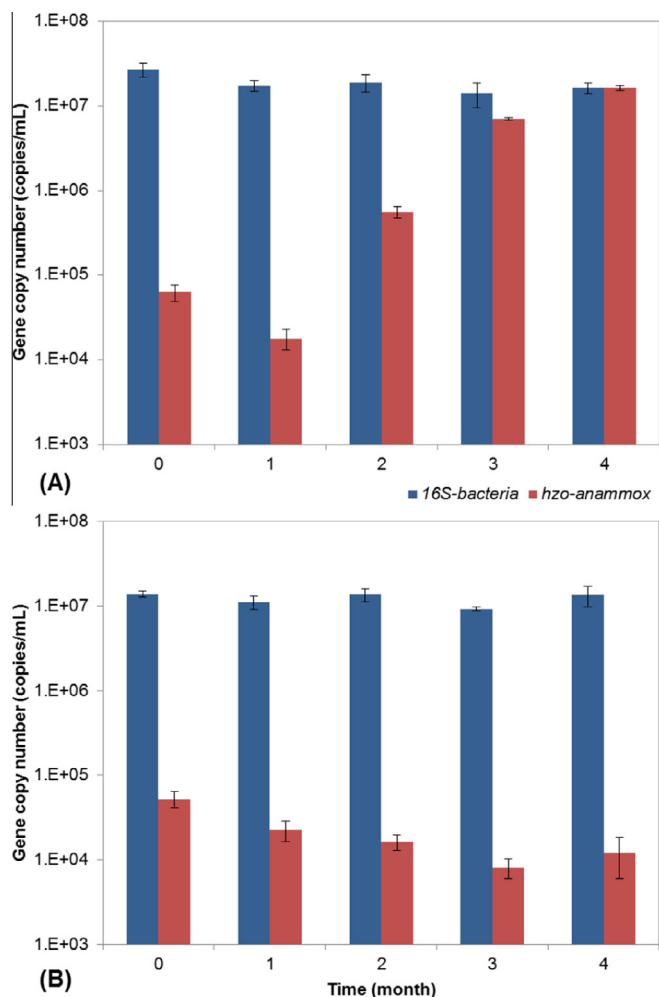 1.E+08
1.E+07
1.E+06
1.E+05
1.E+04
1.E+03
Gene copy number (copies/mL)
0 1 2 3 4
(A)
16S-bacteria hzo-anammox
1.E+08
1.E+07
1.E+06
1.E+05
1.E+04
1.E+03
Gene copy number (copies/mL)
0 1 2 3 4
(B)
Time (month)